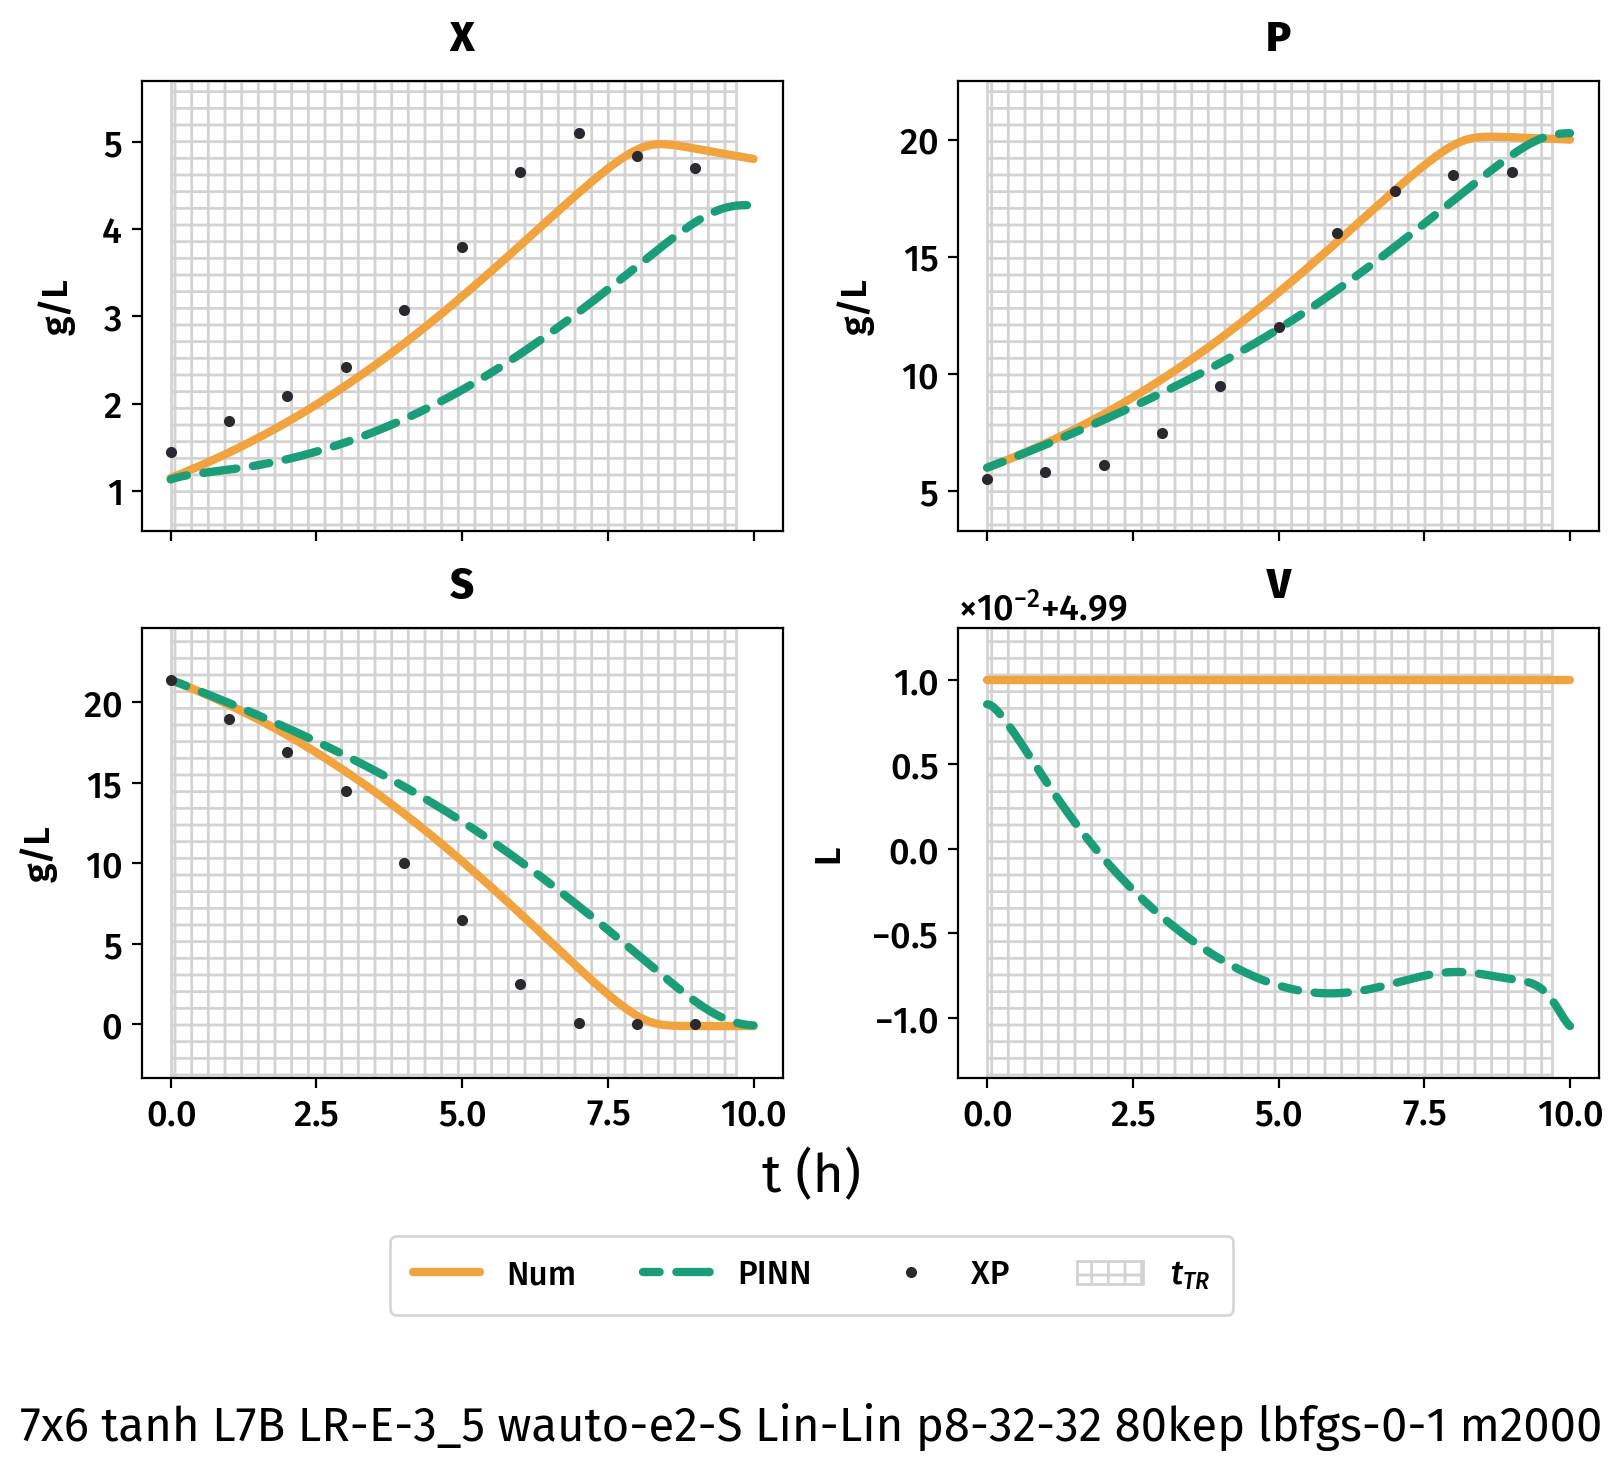 X
P
5
4
3
2
1
g/L
20
15
10
5
g/L
S
V
×10⁻²+4.99
20
15
10
5
0
g/L
1.0
0.5
0.0
−0.5
−1.0
L
0.0 2.5 5.0 7.5 10.0
0.0 2.5 5.0 7.5 10.0
t (h)
Num PINN XP t_TR
7x6 tanh L7B LR-E-3_5 wauto-e2-S Lin-Lin p8-32-32 80kep lbfgs-0-1 m2000